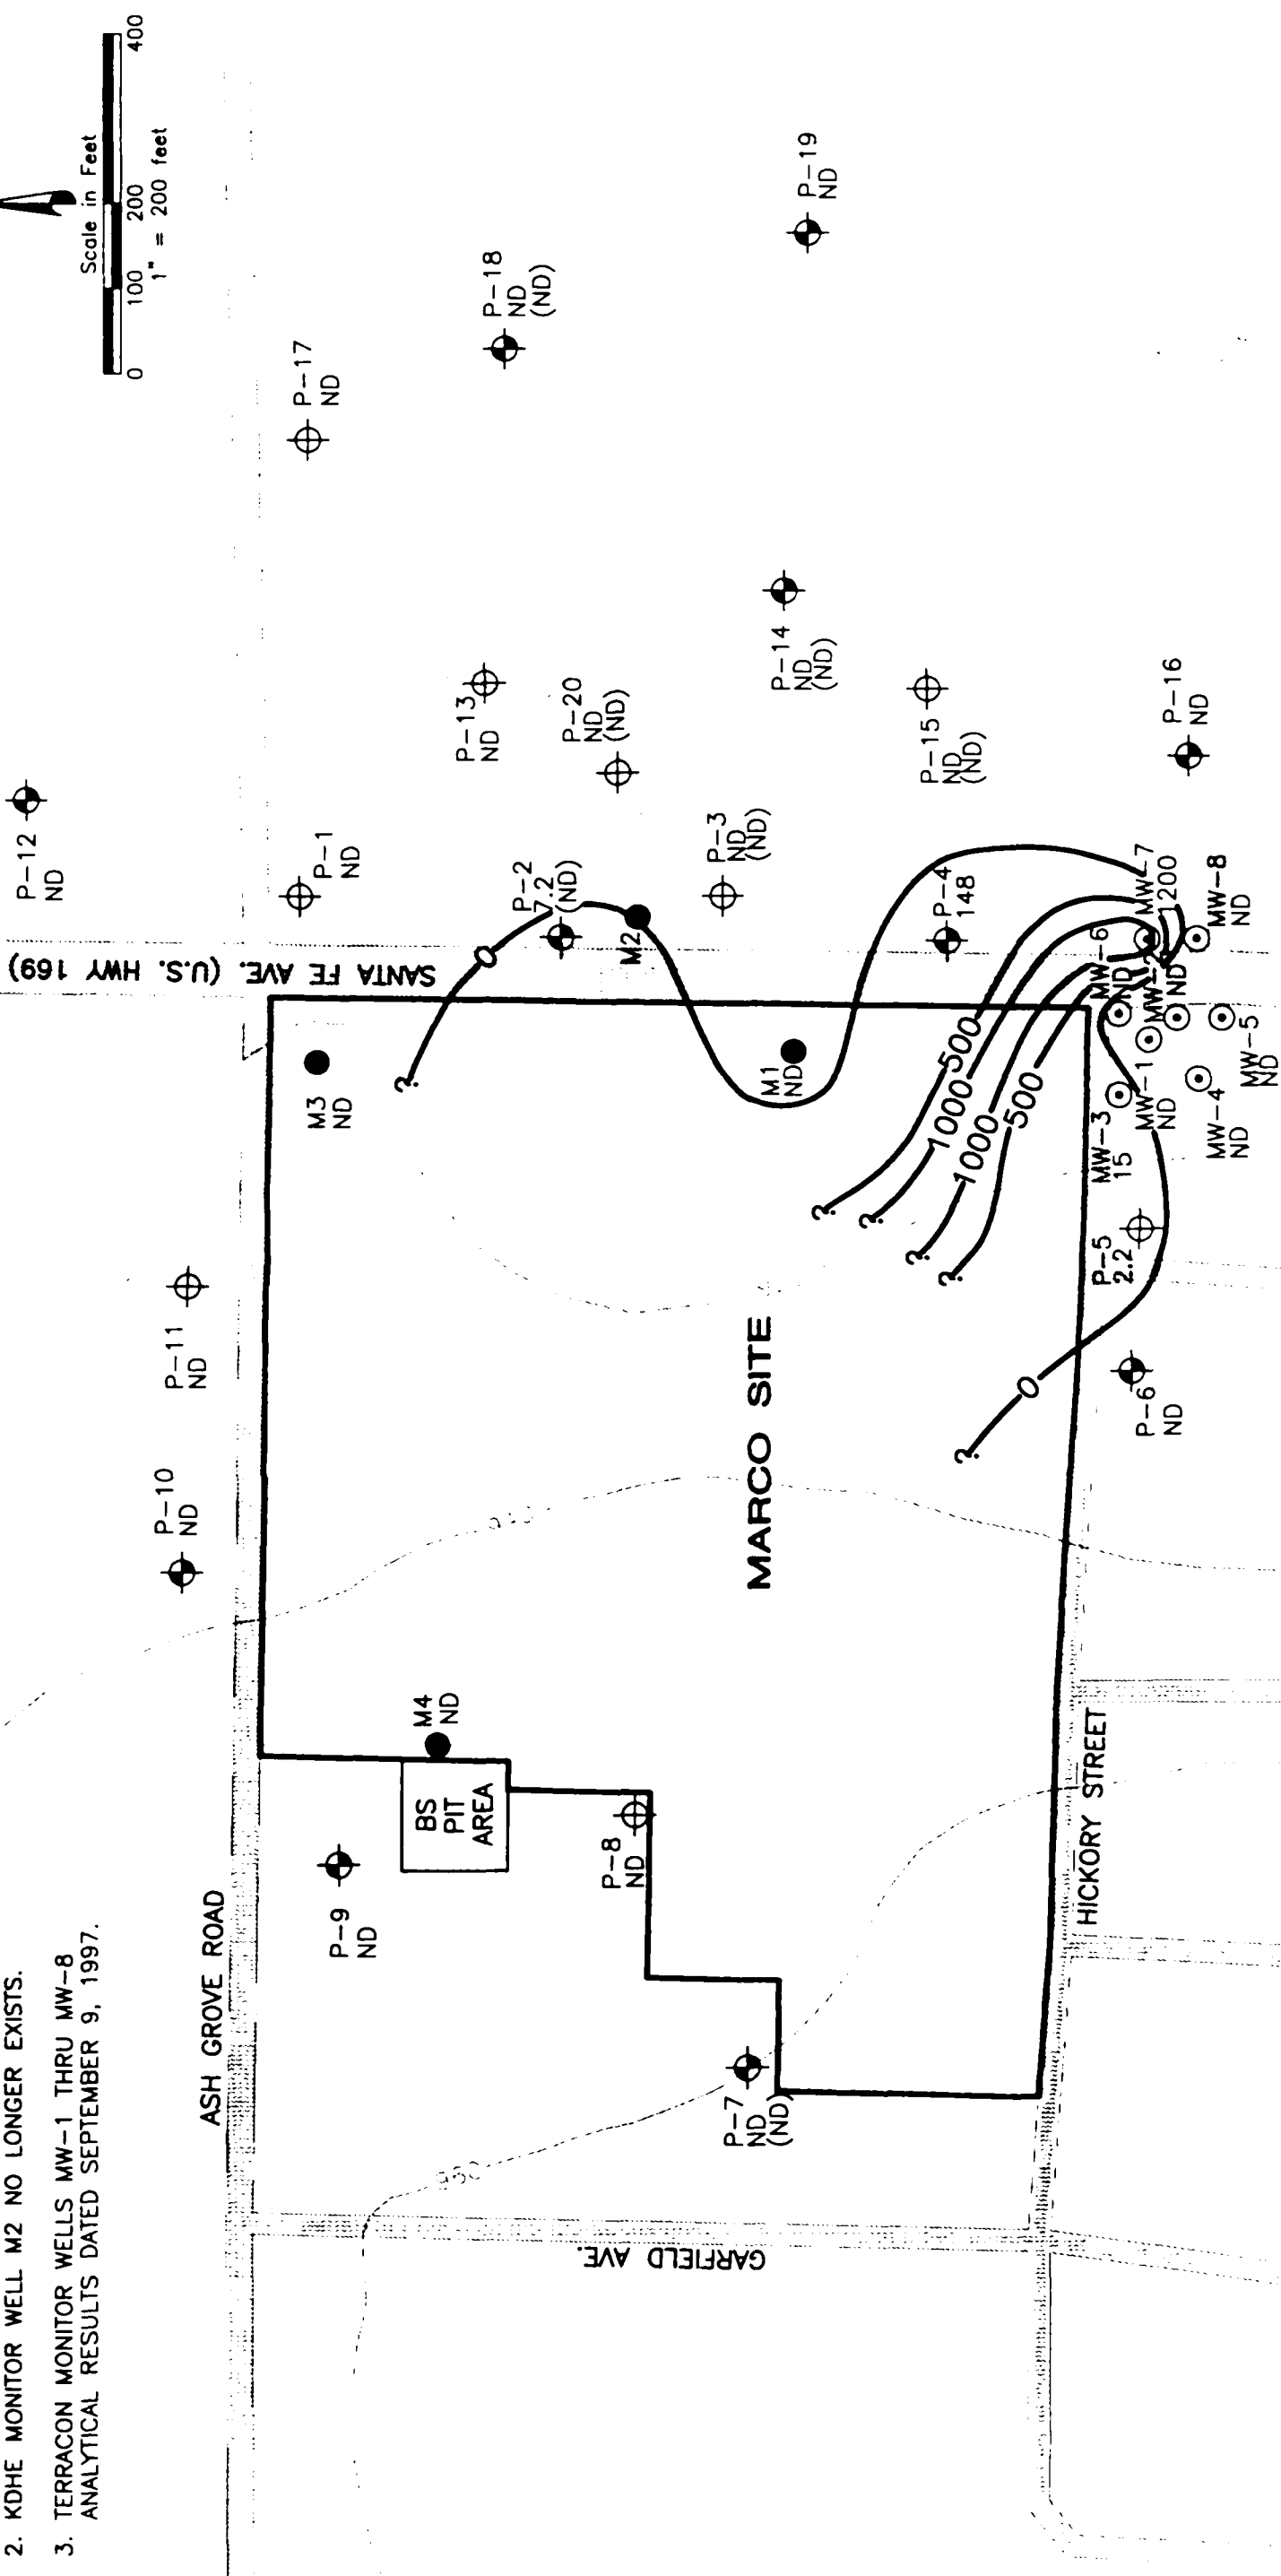 2. KDHE MONITOR WELL M2 NO LONGER EXISTS.
3. TERRACON MONITOR WELLS MW-1 THRU MW-8
ANALYTICAL RESULTS DATED SEPTEMBER 9, 1997.
Scale in Feet
0 100 200 400
1" = 200 feet
P-12
ND
P-10
ND
P-11
ND
P-1
ND
P-17
ND
ASH GROVE ROAD
SANTA FE AVE. (U.S. HWY 169)
P-9
ND
M4
ND
BS
PIT
AREA
M3
ND
?
0
P-13
ND
P-18
ND
(ND)
P-2
7.2
(ND)
P-20
ND
(ND)
M2
P-8
ND
P-3
ND
(ND)
P-7
ND
(ND)
MARCO SITE
M1
ND
P-14
ND
(ND)
P-19
ND
GARFIELD AVE.
960
P-15
ND
(ND)
P-4
148
?
?
?
?
500
1000
1000
500
?
0
HICKORY STREET
P-6
ND
P-5
2.2
MW-3
15
MW-1
ND
MW-6
ND
MW-2
ND
MW-7
1200
MW-8
ND
MW-4
ND
MW-5
ND
P-16
ND